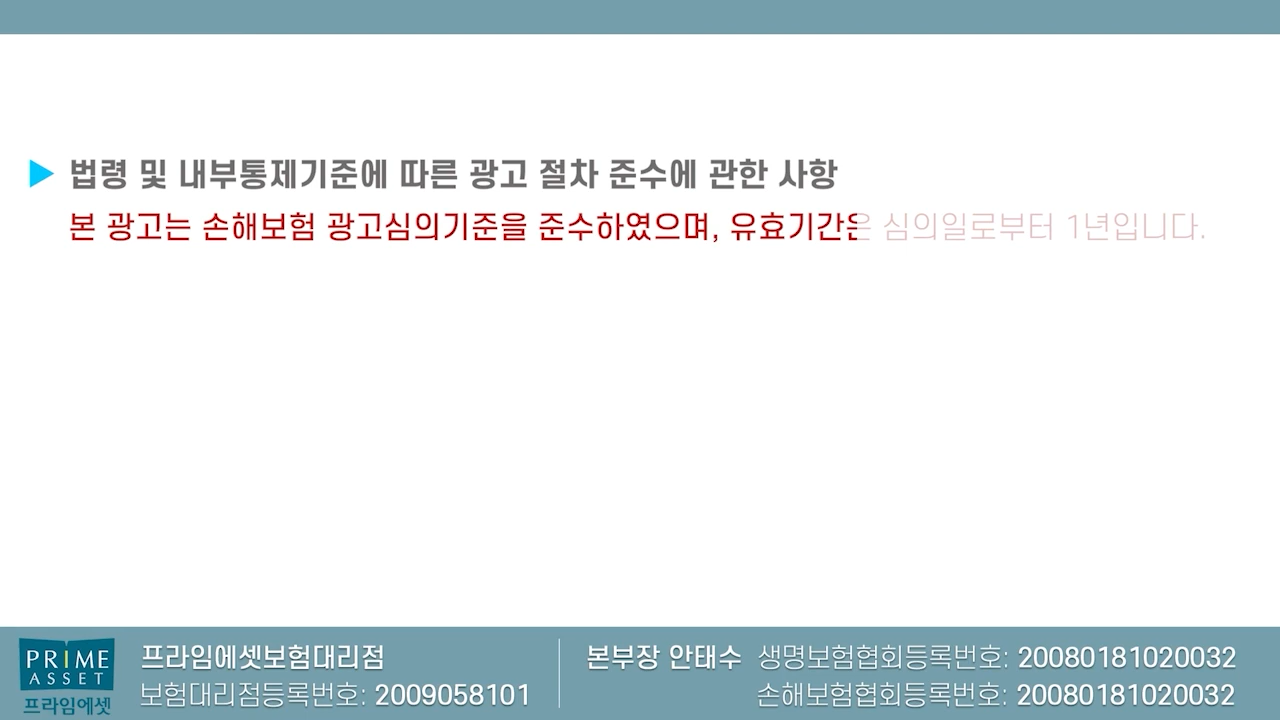 ▶ 법령 및 내부통제기준에 따른 광고 절차 준수에 관한 사항
본 광고는 손해보험 광고심의기준을 준수하였으며, 유효기간은 심의일로부터 1년입니다.
PRIME
ASSET
프라임에셋
프라임에셋보험대리점
보험대리점등록번호: 2009058101
본부장 안태수 생명보험협회등록번호: 20080181020032
손해보험협회등록번호: 20080181020032